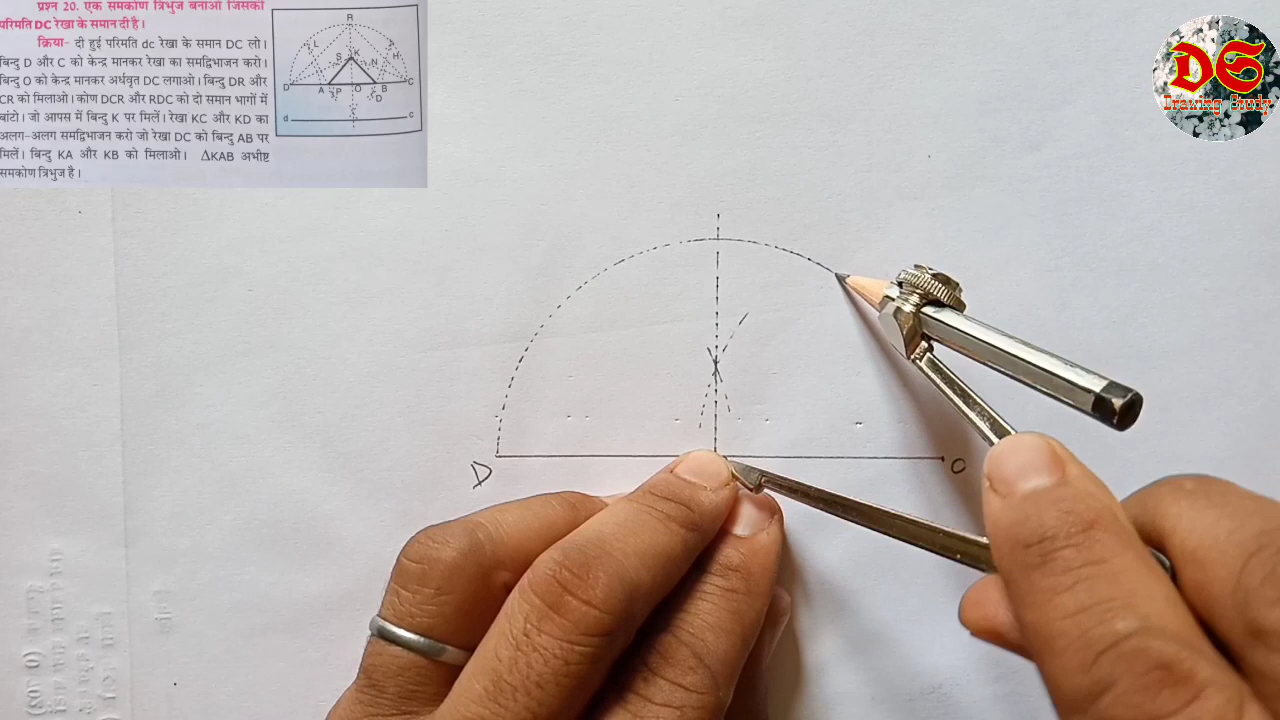 प्रश्न 20. एक समकोण त्रिभुज बनाओ जिसकी
परिमति DC रेखा के समान दी है।
क्रिया- दी हुई परिमति dc रेखा के समान DC लो।
बिन्दु D और C को केन्द्र मानकर रेखा का समद्विभाजन करो।
बिन्दु O को केन्द्र मानकर अर्धवृत DC लगाओ। बिन्दु DR और
CR को मिलाओ। कोण DCR और RDC को दो समान भागों में
बांटो। जो आपस में बिन्दु K पर मिलें। रेखा KC और KD का
अलग-अलग समद्विभाजन करो जो रेखा DC को बिन्दु AB पर
मिलें। बिन्दु KA और KB को मिलाओ। ΔKAB अभीष्ट
समकोण त्रिभुज है।
R
L
S K
N H
D A P O B C
D
d c
DS
Drawing Study
D